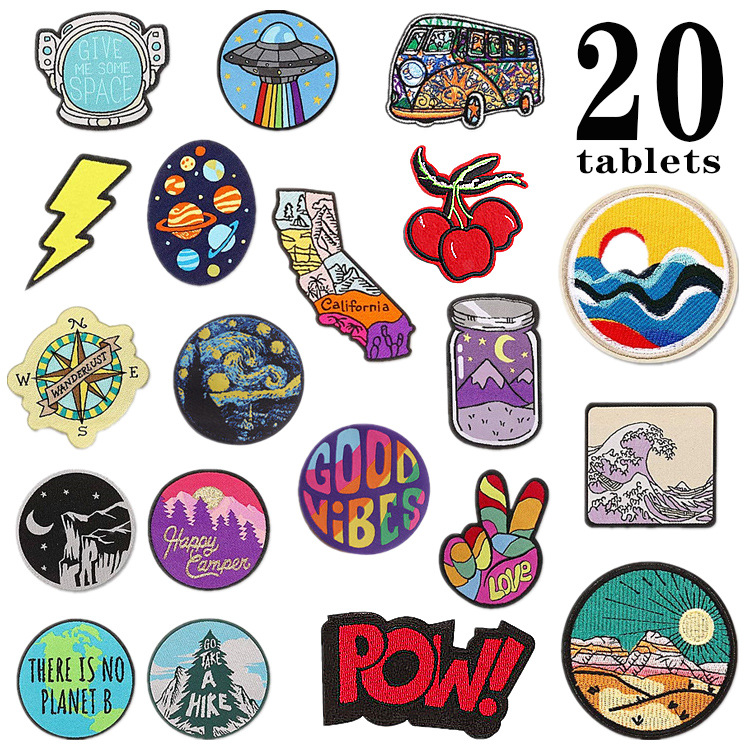 GIVE
ME SOME
SPACE
20
tablets
California
N
W
E
S
WANDERLUST
GOOD
VIBES
Happy
Camper
LOVE
THERE IS NO
PLANET B
GO
TAKE
A
HIKE
POW!